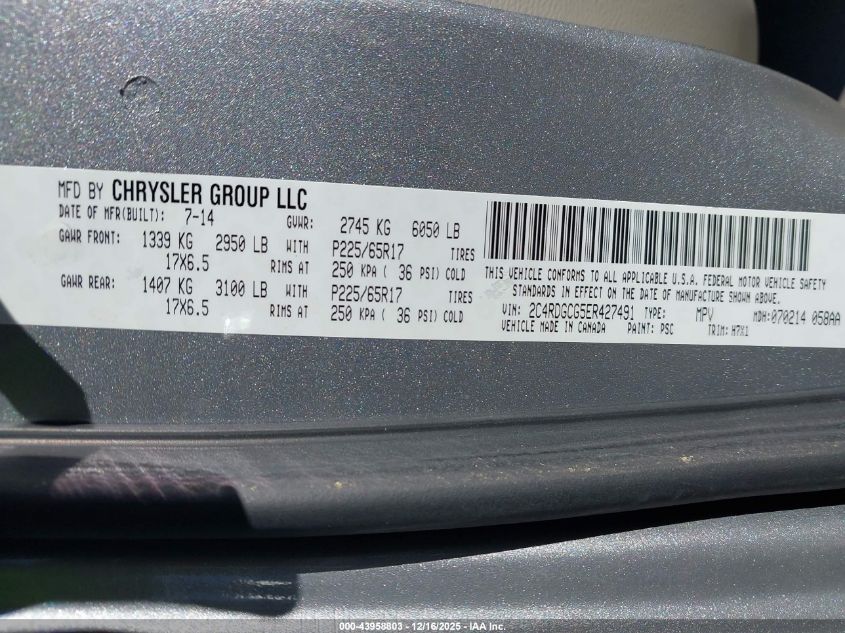 MFD BY CHRYSLER GROUP LLC
DATE OF MFR(BUILT): 7-14 GVWR: 2745 KG 6050 LB
GAWR FRONT: 1339 KG 2950 LB WITH P225/65R17 TIRES
17X6.5 RIMS AT 250 KPA ( 36 PSI) COLD
GAWR REAR: 1407 KG 3100 LB WITH P225/65R17 TIRES
17X6.5 RIMS AT 250 KPA ( 36 PSI) COLD
THIS VEHICLE CONFORMS TO ALL APPLICABLE U.S.A. FEDERAL MOTOR VEHICLE SAFETY
STANDARDS IN EFFECT ON THE DATE OF MANUFACTURE SHOWN ABOVE.
VIN: 2C4RDGCG5ER427491 TYPE: MPV MDH:070214 058AA
VEHICLE MADE IN CANADA PAINT: PSC TRIM: H7X1
000-43958803 - 12/16/2025 - IAA Inc.